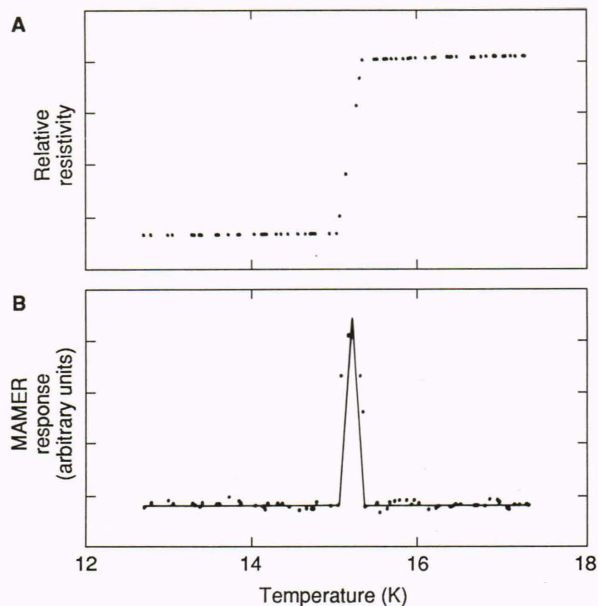 A
Relative
resistivity
B
MAMER
response
(arbitrary units)
12
14
16
18
Temperature (K)